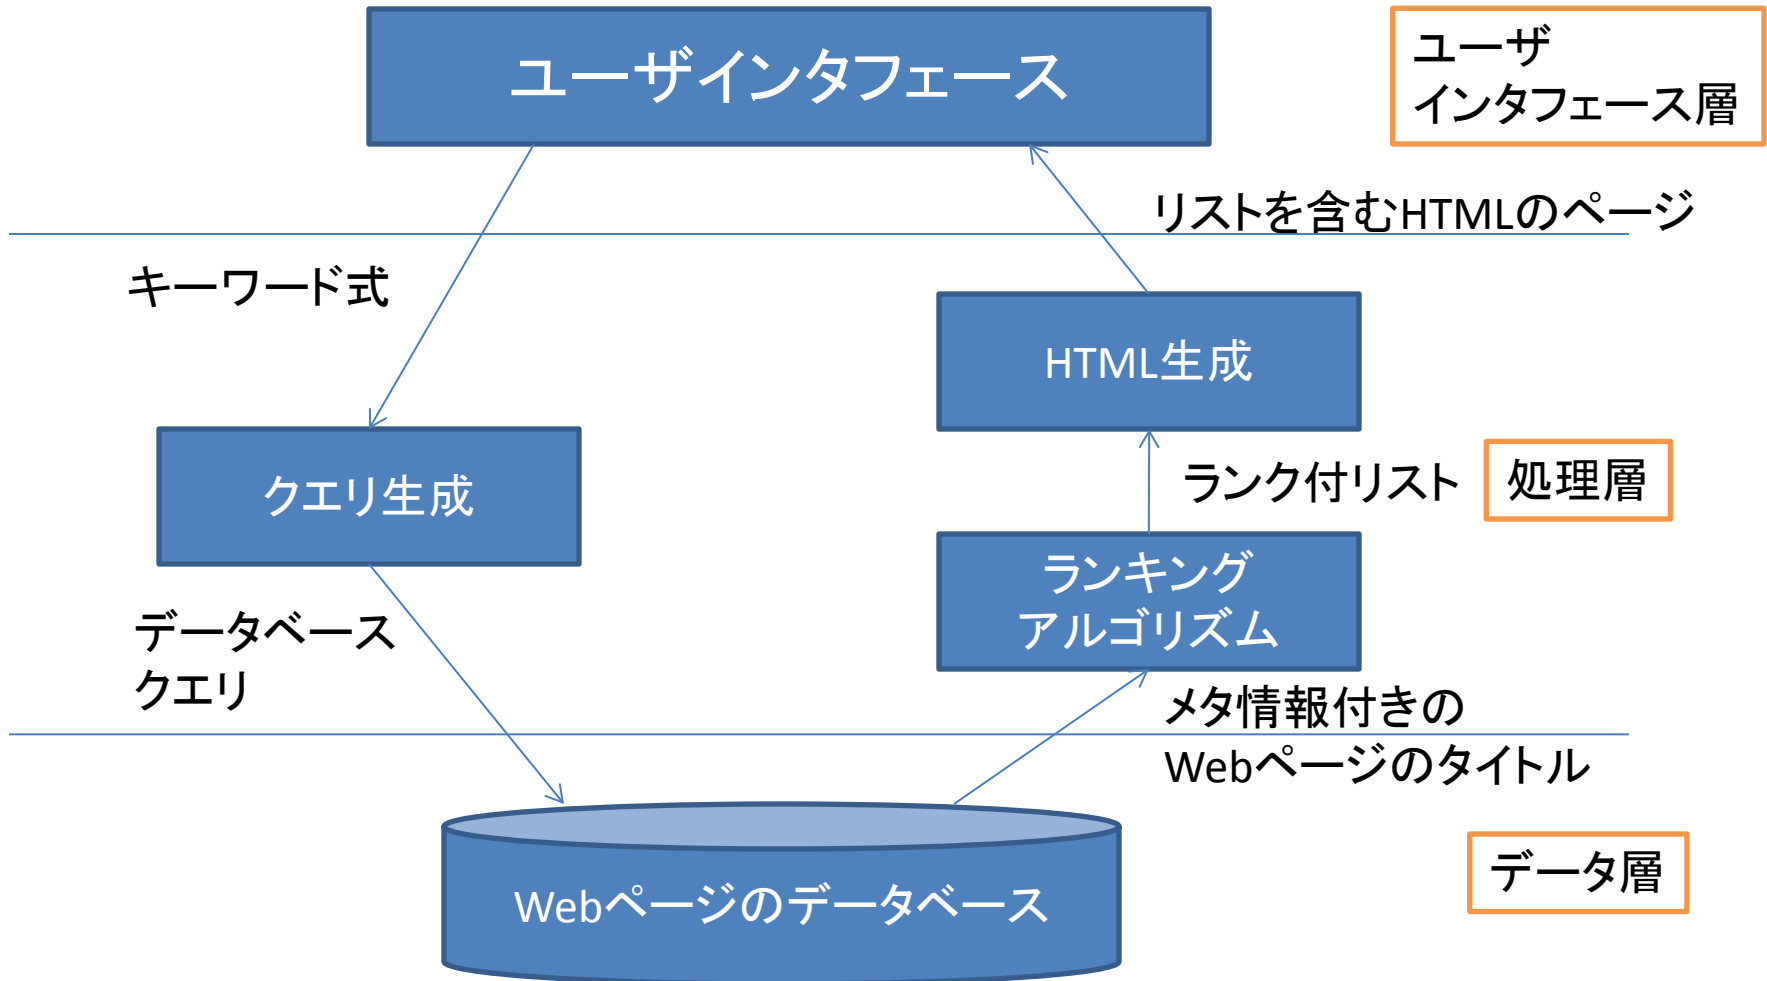 ユーザインタフェース
ユーザ
インタフェース層
リストを含むHTMLのページ
キーワード式
HTML生成
クエリ生成
ランク付リスト
処理層
ランキング
アルゴリズム
データベース
クエリ
メタ情報付きの
Webページのタイトル
Webページのデータベース
データ層